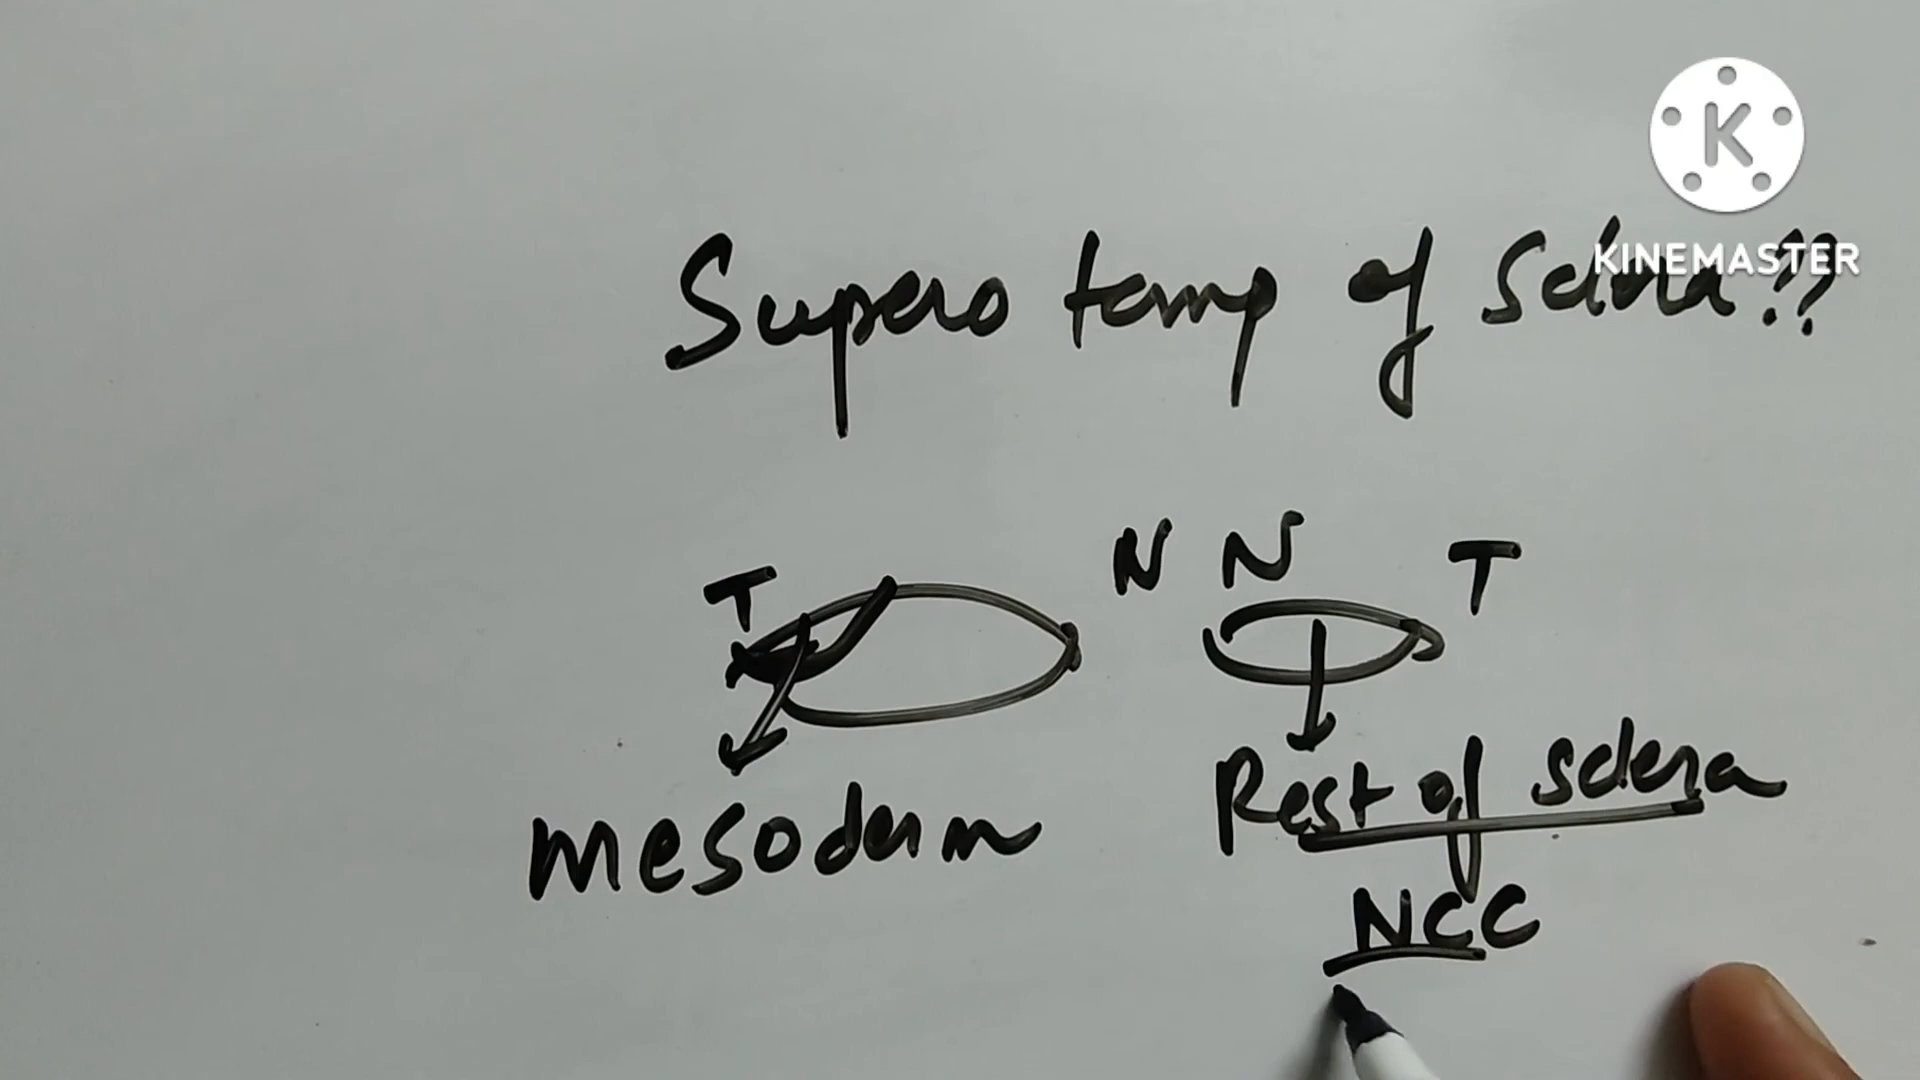 K
KINEMASTER
Supero temp of Sclera??
T N N T
mesoderm
Rest of sclera
NCC